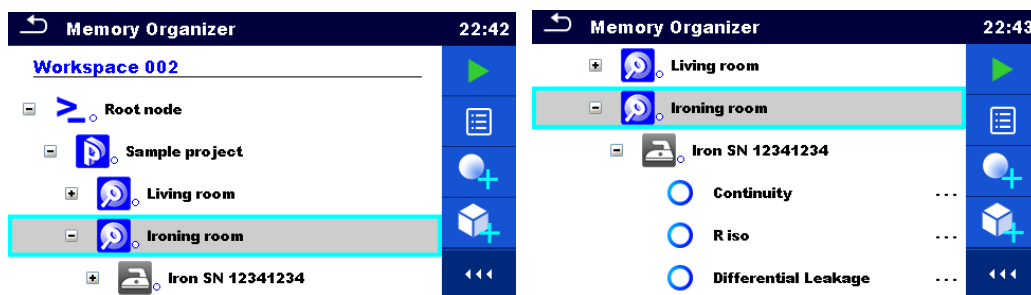 Memory Organizer 22:42
Workspace 002
Root node
Sample project
Living room
Ironing room
Iron SN 12341234
Memory Organizer 22:43
Living room
Ironing room
Iron SN 12341234
Continuity ---
R iso ---
Differential Leakage ---